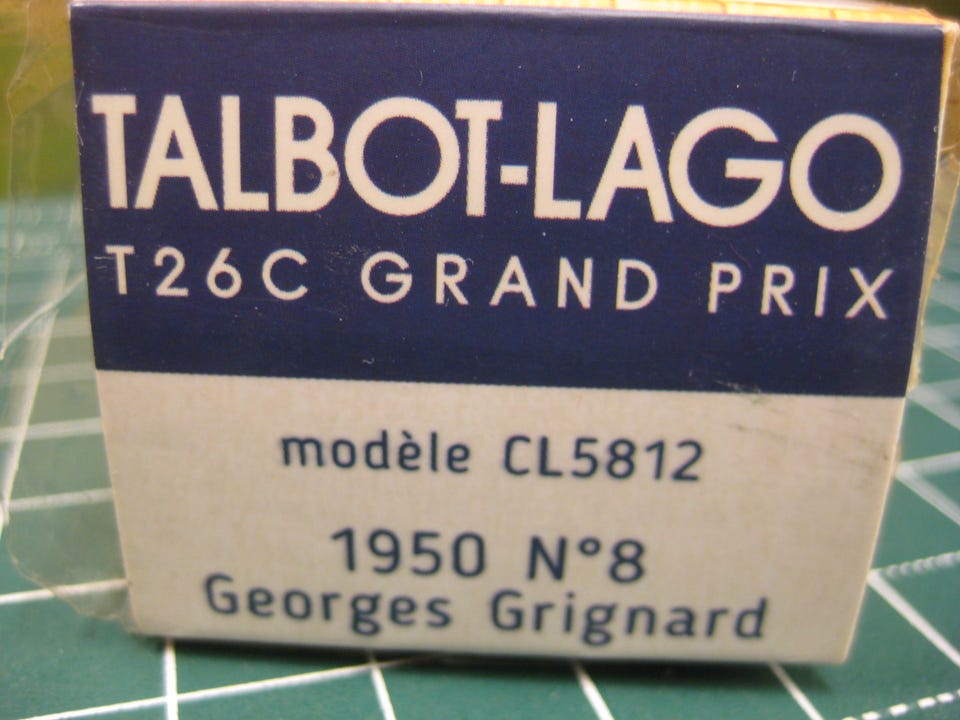 TALBOT-LAGO
T26C GRAND PRIX
modèle CL5812
1950 N°8
Georges Grignard